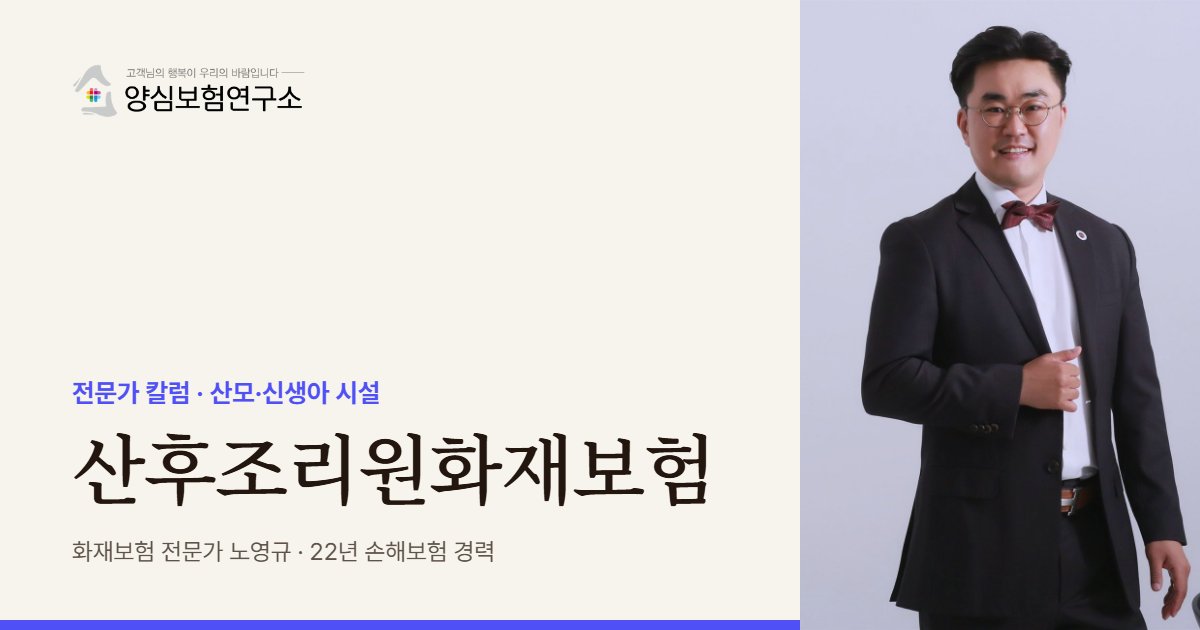 고객님의 행복이 우리의 바람입니다
양심보험연구소
전문가 칼럼 · 산모·신생아 시설
산후조리원화재보험
화재보험 전문가 노영규 · 22년 손해보험 경력